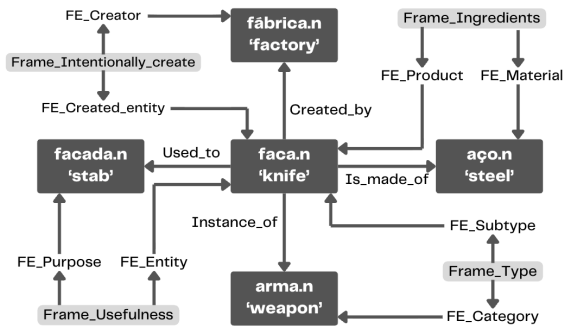 FE_Creator
fábrica.n
‘factory’
Frame_Ingredients
Frame_Intentionally_create
FE_Product
FE_Material
FE_Created_entity
Created_by
facada.n
‘stab’
Used_to
faca.n
‘knife’
Is_made_of
aço.n
‘steel’
Instance_of
FE_Subtype
FE_Purpose
FE_Entity
Frame_Type
arma.n
‘weapon’
Frame_Usefulness
FE_Category